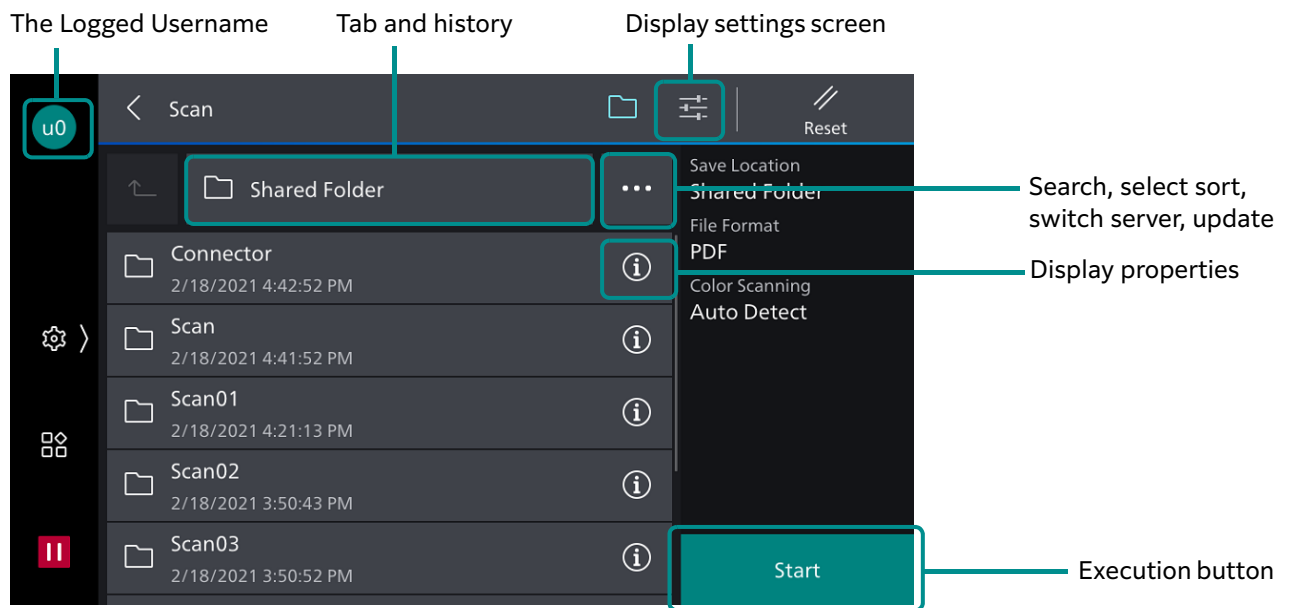 The Logged Username
Tab and history
Display settings screen
u0
Scan
Reset
Shared Folder
Save Location
Shared Folder
File Format
PDF
Color Scanning
Auto Detect
Connector
2/18/2021 4:42:52 PM
Scan
2/18/2021 4:41:52 PM
Scan01
2/18/2021 4:21:13 PM
Scan02
2/18/2021 3:50:43 PM
Scan03
2/18/2021 3:50:52 PM
Start
Search, select sort,
switch server, update
Display properties
Execution button